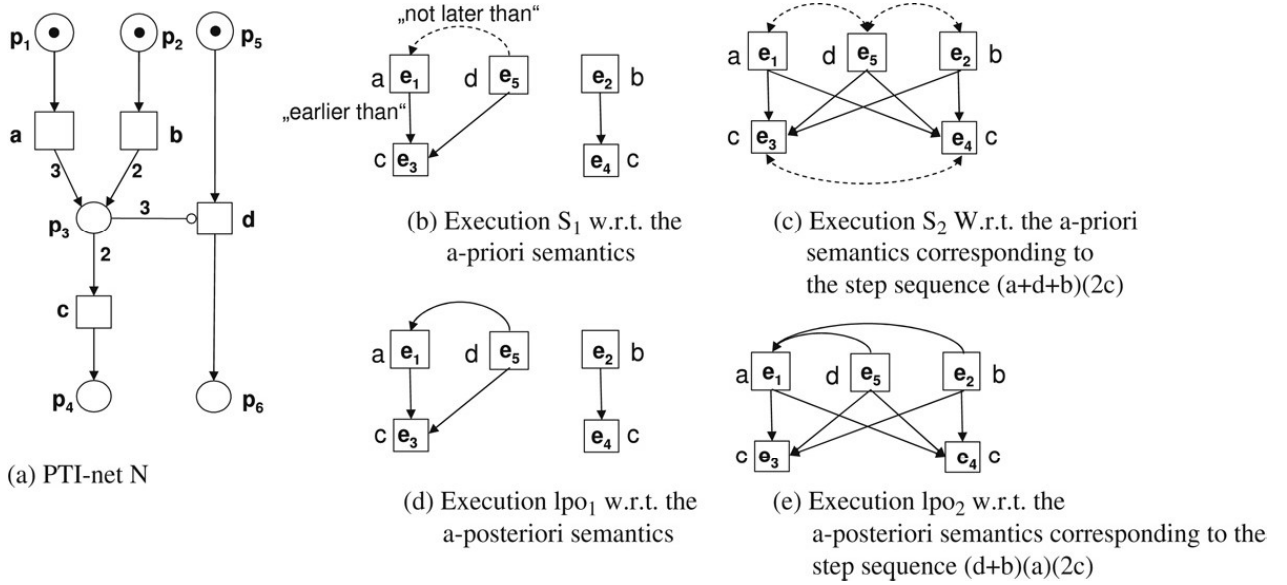 p1
p2
p5
a
b
3
2
p3
3
d
2
c
p4
p6
(a) PTI-net N
„not later than“
a e1
d e5
e2 b
„earlier than“
c e3
e4 c
(b) Execution S1 w.r.t. the
a-priori semantics
a e1
d e5
e2 b
c e3
e4 c
(c) Execution S2 W.r.t. the a-priori
semantics corresponding to
the step sequence (a+d+b)(2c)
a e1
d e5
e2 b
c e3
e4 c
(d) Execution lpo1 w.r.t. the
a-posteriori semantics
a e1
d e5
e2 b
c e3
e4 c
(e) Execution lpo2 w.r.t. the
a-aposteriori semantics corresponding to the
step sequence (d+b)(a)(2c)